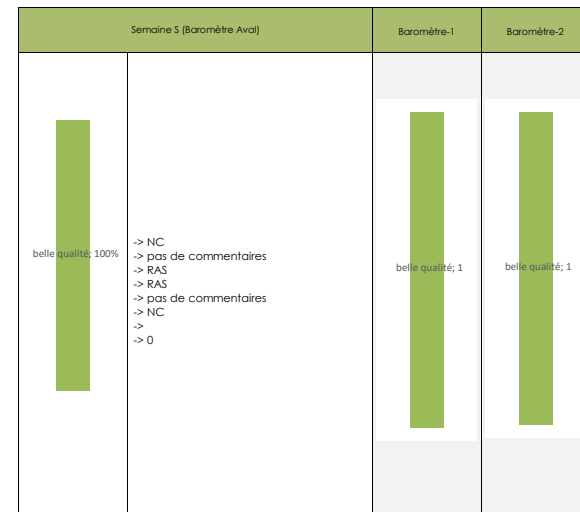 Semaine S (Baromètre Aval)
Baromètre-1
Baromètre-2
belle qualité; 100%
-> NC
-> pas de commentaires
-> RAS
-> RAS
-> pas de commentaires
-> NC
->
-> 0
belle qualité; 1
belle qualité; 1